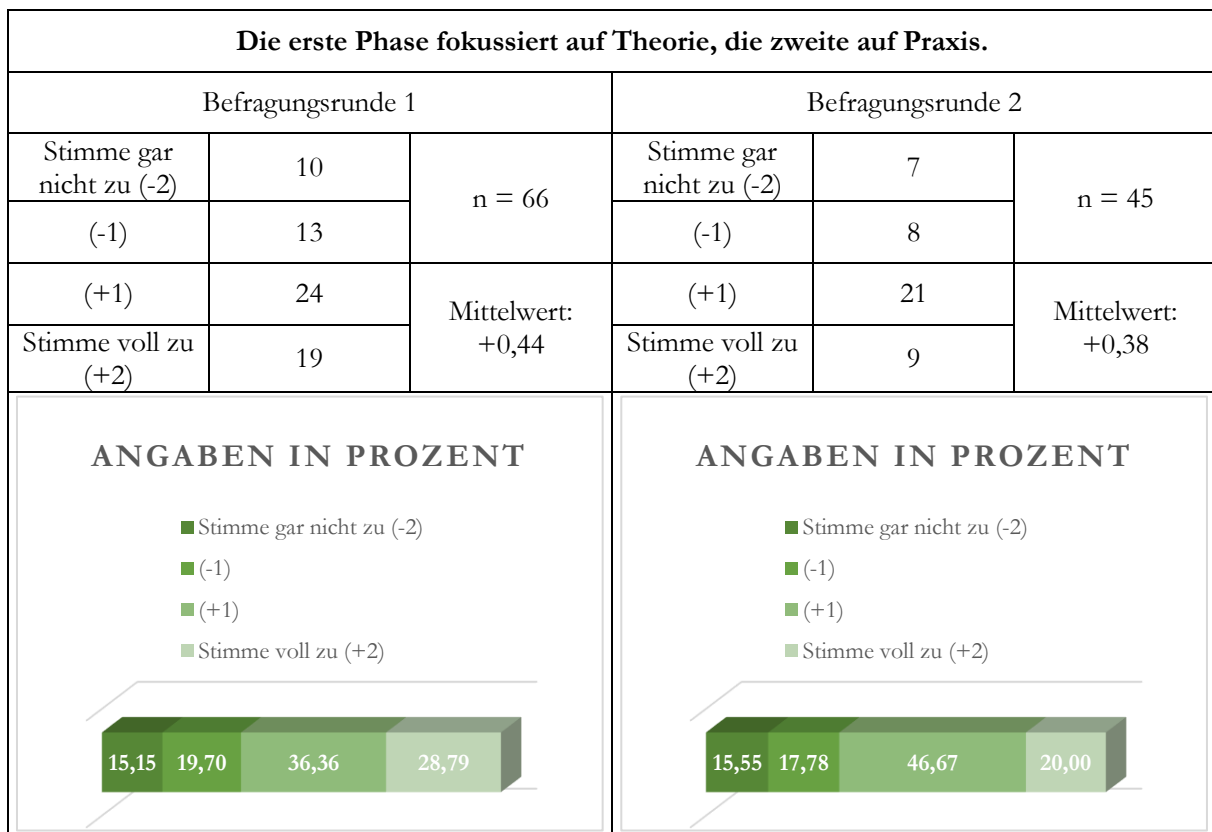 Die erste Phase fokussiert auf Theorie, die zweite auf Praxis.
Befragungsrunde 1
Stimme gar
nicht zu (-2)
10
n = 66
(-1)
13
(+1)
24
Mittelwert:
+0,44
Stimme voll zu
(+2)
19
Befragungsrunde 2
Stimme gar
nicht zu (-2)
7
n = 45
(-1)
8
(+1)
21
Mittelwert:
+0,38
Stimme voll zu
(+2)
9
ANGABEN IN PROZENT
Stimme gar nicht zu (-2)
(-1)
(+1)
Stimme voll zu (+2)
15,15 19,70 36,36 28,79
ANGABEN IN PROZENT
Stimme gar nicht zu (-2)
(-1)
(+1)
Stimme voll zu (+2)
15,55 17,78 46,67 20,00